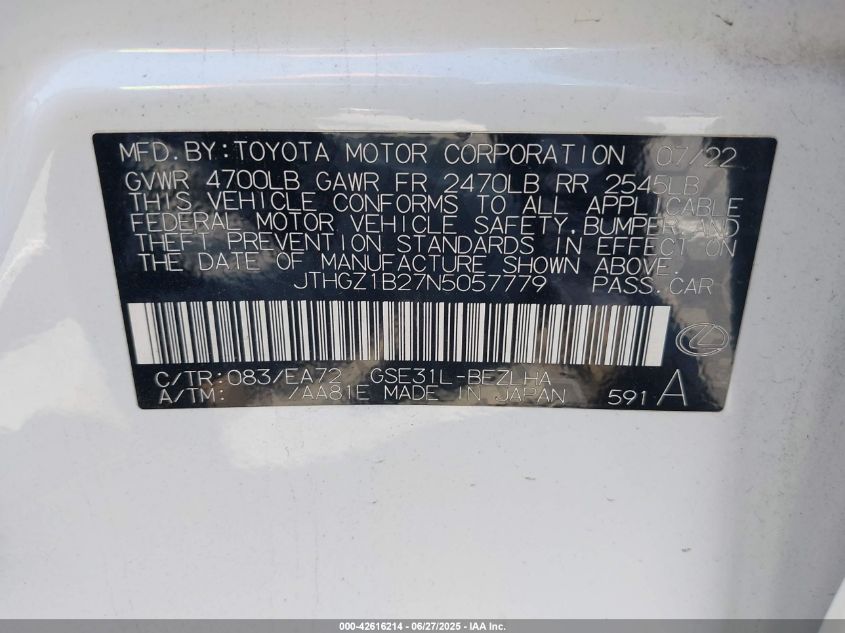 MFD.BY:TOYOTA MOTOR CORPORATION 07/22
GVWR 4700LB GAWR FR 2470LB RR 2545LB
THIS VEHICLE CONFORMS TO ALL APPLICABLE
FEDERAL MOTOR VEHICLE SAFETY,BUMPER,AND
THEFT PREVENTION STANDARDS IN EFFECT ON
THE DATE OF MANUFACTURE SHOWN ABOVE.
JTHGZ1B27N5057779 PASS.CAR
C/TR:083/EA72 GSE31L-BEZLHA
A/TM: /AA81E MADE IN JAPAN 591 A
000-42616214 - 06/27/2025 - IAA Inc.